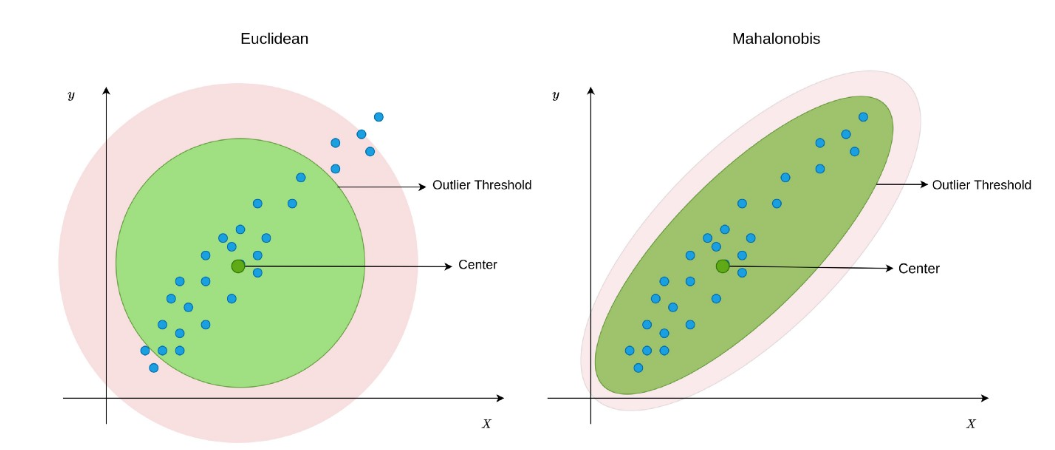 Euclidean
y
Outlier Threshold
Center
X
Mahalonobis
y
Outlier Threshold
Center
X